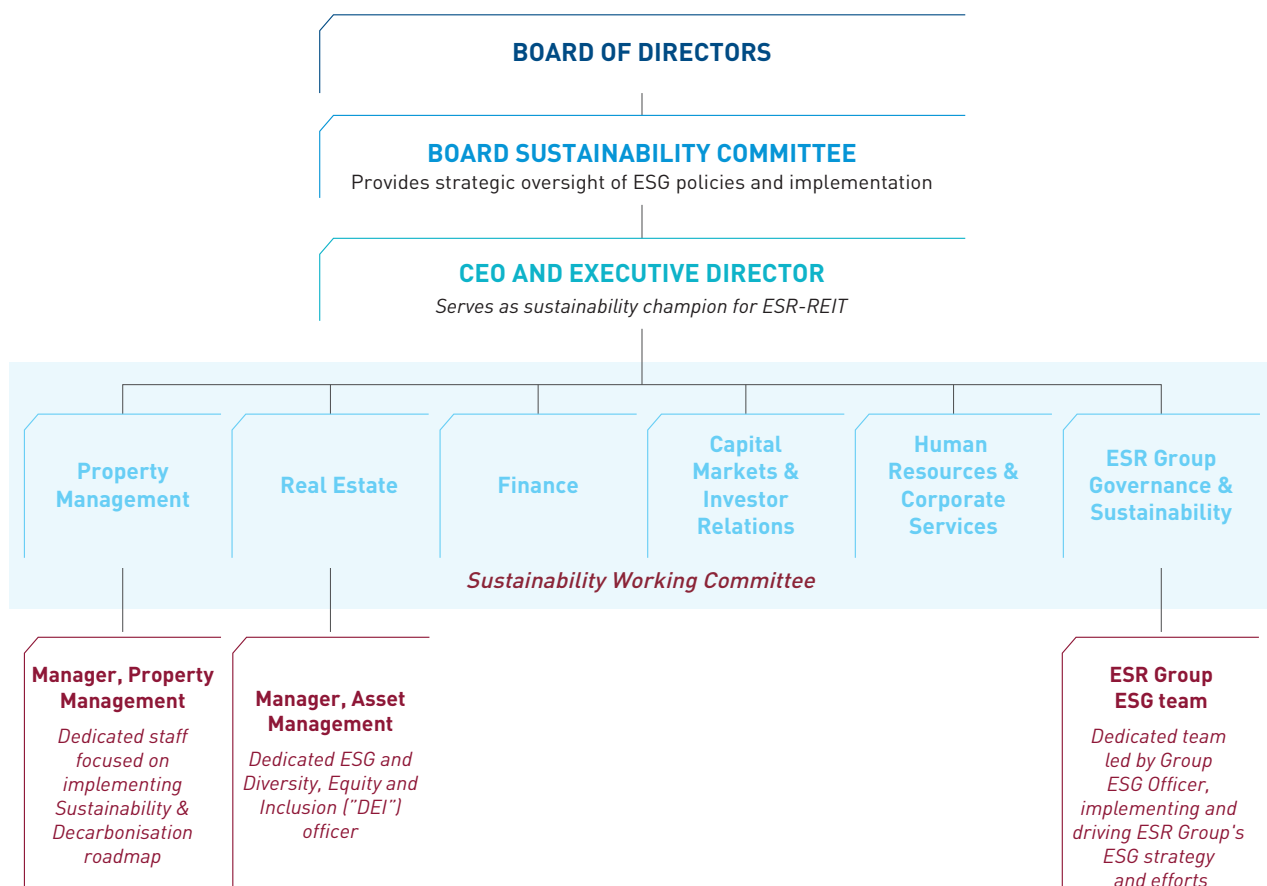 BOARD OF DIRECTORS
BOARD SUSTAINABILITY COMMITTEE
Provides strategic oversight of ESG policies and implementation
CEO AND EXECUTIVE DIRECTOR
Serves as sustainability champion for ESR-REIT
Property
Management
Real Estate
Finance
Capital
Markets &
Investor
Relations
Human
Resources &
Corporate
Services
ESR Group
Governance &
Sustainability
Sustainability Working Committee
Manager, Property
Management
Dedicated staff
focused on
implementing
Sustainability &
Decarbonisation
roadmap
Manager, Asset
Management
Dedicated ESG and
Diversity, Equity and
Inclusion ("DEI")
officer
ESR Group
ESG team
Dedicated team
led by Group
ESG Officer,
implementing and
driving ESR Group's
ESG strategy
and efforts